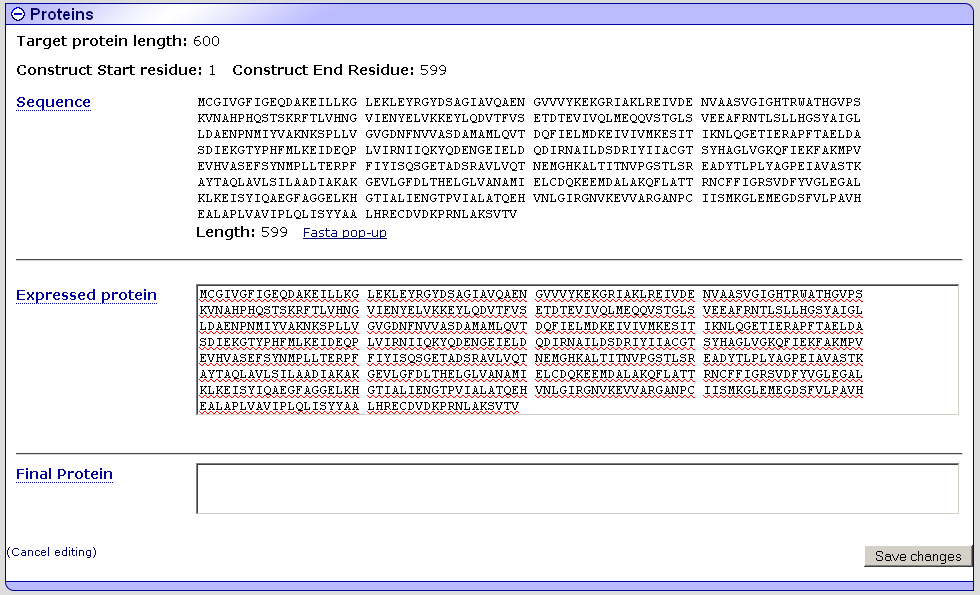 Proteins
Target protein length: 600
Construct Start residue: 1 Construct End Residue: 599
Sequence
MCGIVGFIGEQDAKEILLKG LEKLEYRGYDSAGIAVQAEN GVVVYKEKGRIAKLREIVDE NVAASVGIGHTRWATHGVPS
KVNAHPHQSTSKRFTLVHNG VIENYELVKKEYLQDVTFVS ETDTEVIVQLMEQQVSTGLS VEEAFRNTLSLLHGSYAIGL
LDAENPNMIYVAKNKSPLLV GVGDNFNVVASDAMAMLQVT DQFIELMDKEIVIVMKESIT IKNLQGETIERAPFTAELDA
SDIEKGTYPHFMLKEIDEQP LVIRNIIQKYQDENGEIELD QDIRNAILDSDRIYIIACGT SYHAGLVGKQFIEKFAKMPV
EVHVASEFSYNMPLLTERPF FIYISQSGETADSRAVLVQT NEMGHKALTITNVPGSTLSR EADYTLPLYAGPEIAVASTK
AYTAQLAVLSILAADIAKAK GEVLGFDLTHELGLVANAMI ELCDQKEEMDALAKQFLATT RNCFFIGRSVDFYVGLEGAL
KLKEISYIQAEGFAGGELKH GTIALIENGTPVIALATQEH VNLGIRGNVKEVVARGANPC IISMKGLEMEGDSFVLPAVH
EALAPLVAVIPLQLISYYAA LHRECDVDKPRNLAKSVTV
Length: 599 Fasta pop-up
Expressed protein
MCGIVGFIGEQDAKEILLKG LEKLEYRGYDSAGIAVQAEN GVVVYKEKGRIAKLREIVDE NVAASVGIGHTRWATHGVPS
KVNAHPHQSTSKRFTLVHNG VIENYELVKKEYLQDVTFVS ETDTEVIVQLMEQQVSTGLS VEEAFRNTLSLLHGSYAIGL
LDAENPNMIYVAKNKSPLLV GVGDNFNVVASDAMAMLQVT DQFIELMDKEIVIVMKESIT IKNLQGETIERAPFTAELDA
SDIEKGTYPHFMLKEIDEQP LVIRNIIQKYQDENGEIELD QDIRNAILDSDRIYIIACGT SYHAGLVGKQFIEKFAKMPV
EVHVASEFSYNMPLLTERPF FIYISQSGETADSRAVLVQT NEMGHKALTITNVPGSTLSR EADYTLPLYAGPEIAVASTK
AYTAQLAVLSILAADIAKAK GEVLGFDLTHELGLVANAMI ELCDQKEEMDALAKQFLATT RNCFFIGRSVDFYVGLEGAL
KLKEISYIQAEGFAGGELKH GTIALIENGTPVIALATQEH VNLGIRGNVKEVVARGANPC IISMKGLEMEGDSFVLPAVH
EALAPLVAVIPLQLISYYAA LHRECDVDKPRNLAKSVTV
Final Protein
(Cancel editing)
Save changes